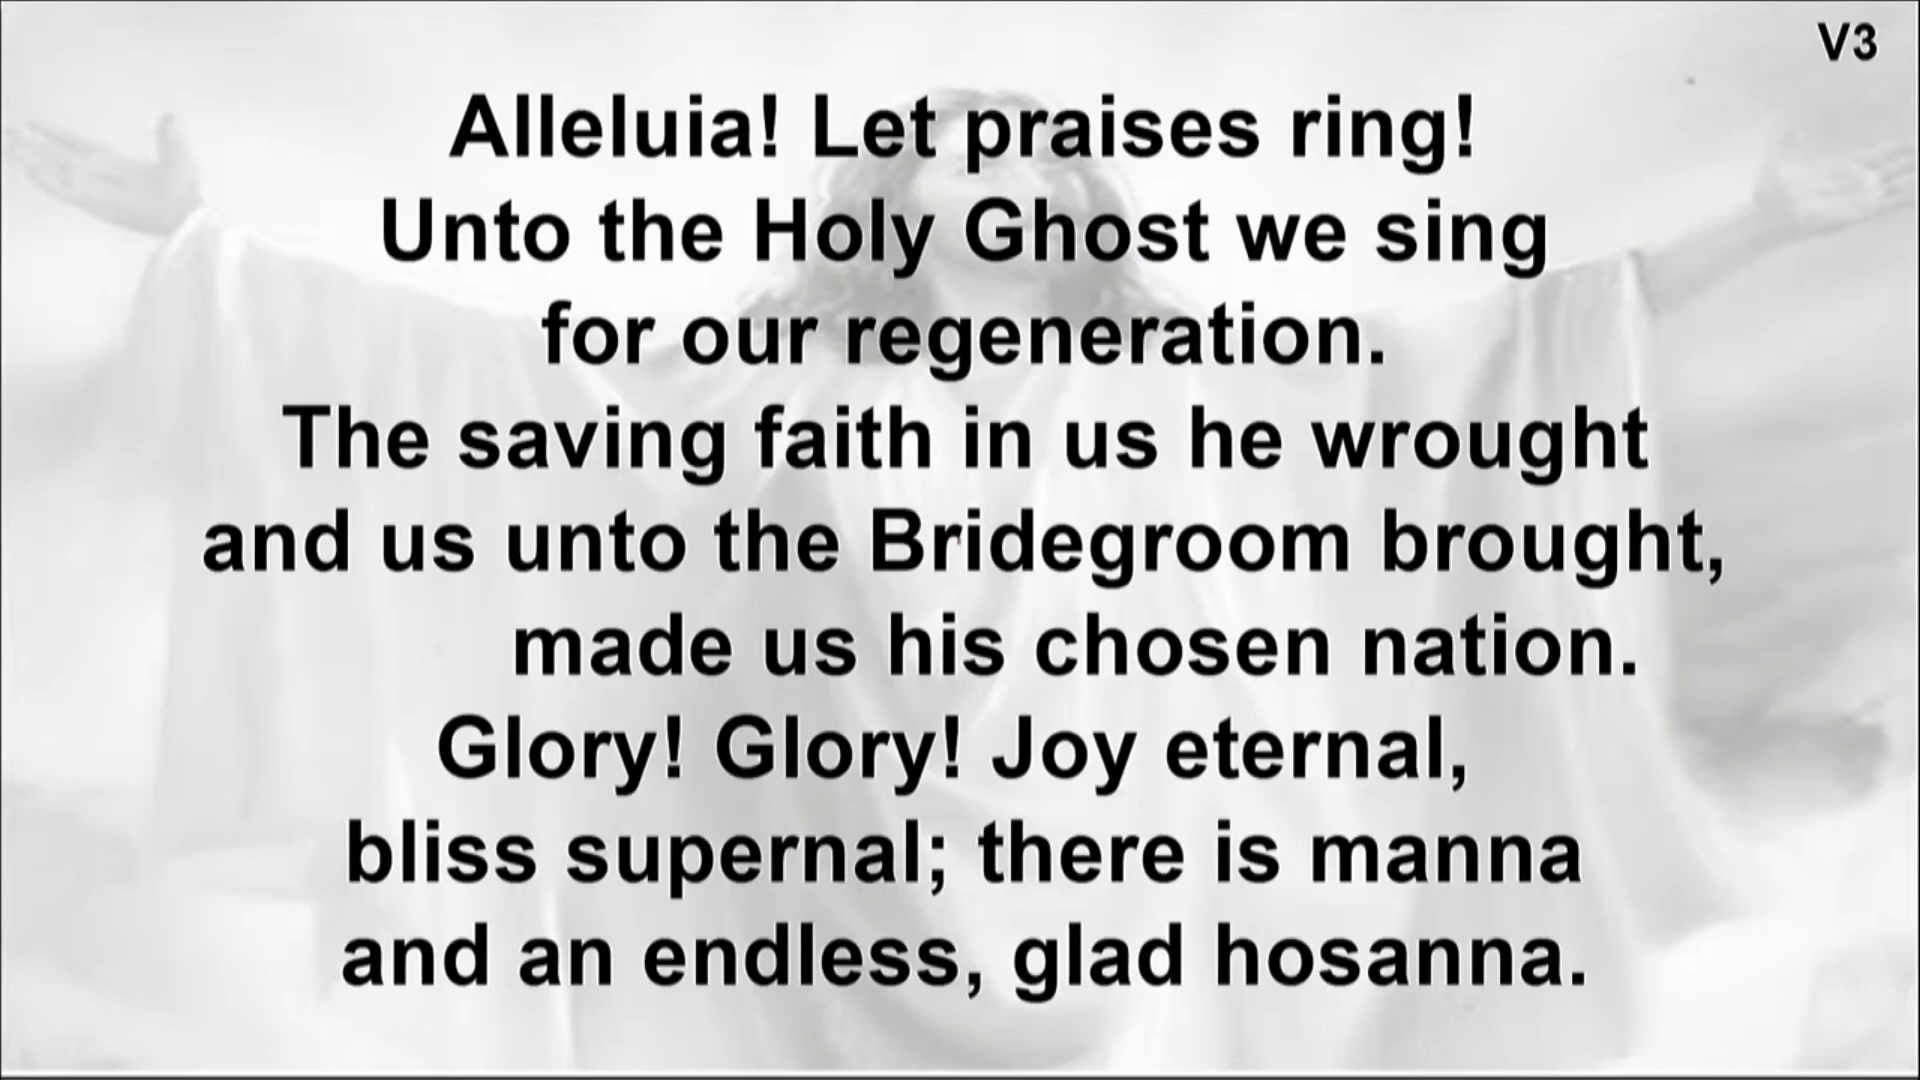 V3
Alleluia! Let praises ring!
Unto the Holy Ghost we sing
for our regeneration.
The saving faith in us he wrought
and us unto the Bridegroom brought,
made us his chosen nation.
Glory! Glory! Joy eternal,
bliss supernal; there is manna
and an endless, glad hosanna.